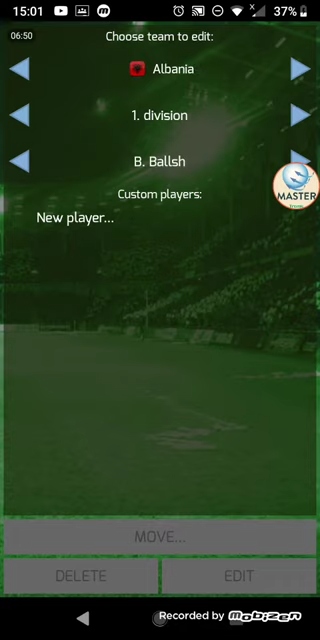 15:01
37%
06:50
Choose team to edit:
Albania
1. division
B. Ballsh
MASTER
Custom players:
New player...
MOVE...
DELETE
EDIT
Recorded by mobizen